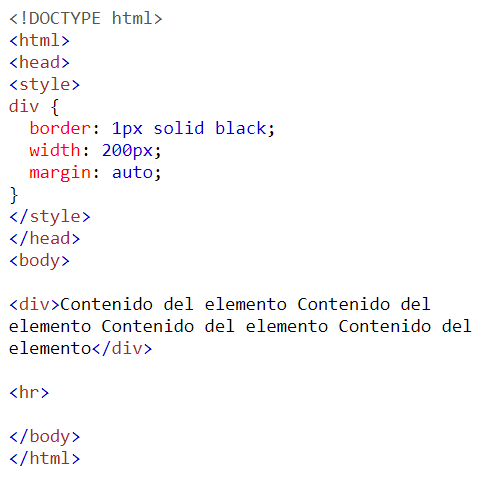 <!DOCTYPE html>
<html>
<head>
<style>
div {
  border: 1px solid black;
  width: 200px;
  margin: auto;
}
</style>
</head>
<body>

<div>Contenido del elemento Contenido del
elemento Contenido del elemento Contenido del
elemento</div>

<hr>

</body>
</html>